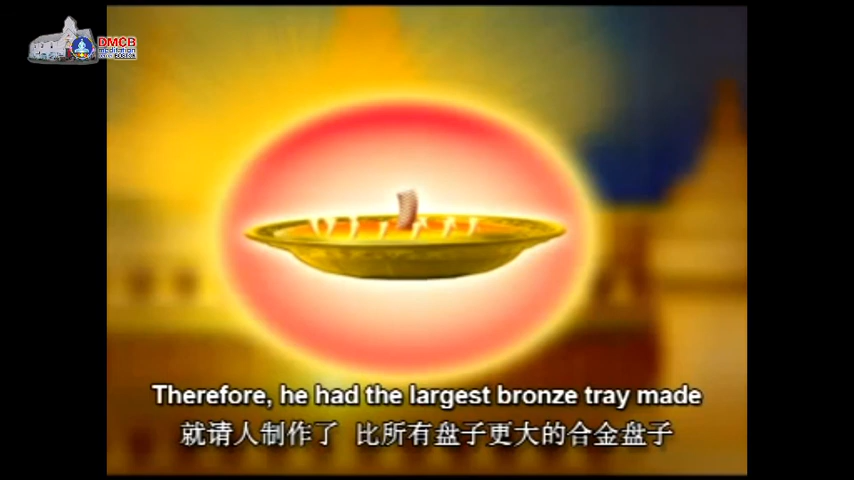 DMCB
meditation
Therefore, he had the largest bronze tray made
就请人制作了 比所有盘子更大的合金盘子